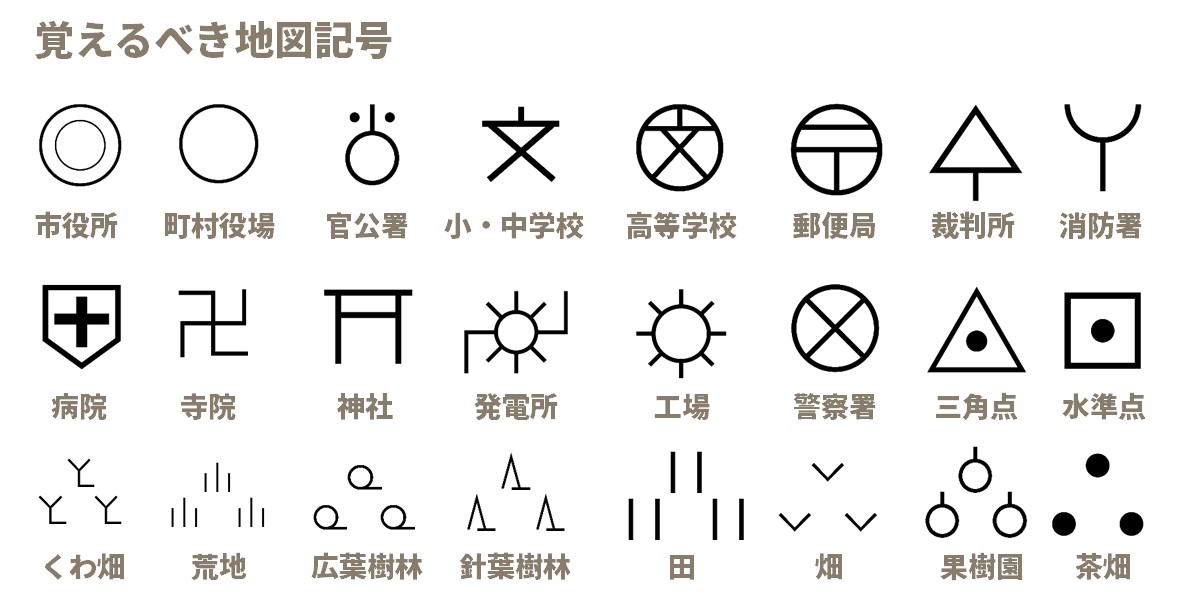 覚えるべき地図記号
市役所 町村役場 官公署 小・中学校 高等学校 郵便局 裁判所 消防署
病院 寺院 神社 発電所 工場 警察署 三角点 水準点
くわ畑 荒地 広葉樹林 針葉樹林 田 畑 果樹園 茶畑